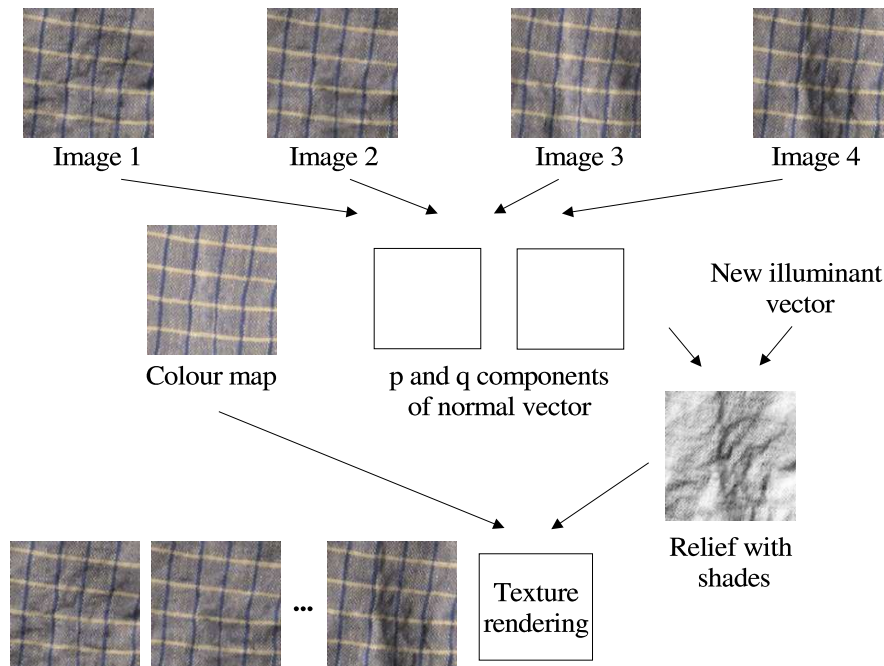 Image 1
Image 2
Image 3
Image 4
New illuminant
vector
Colour map
p and q components
of normal vector
Relief with
shades
...
Texture
rendering